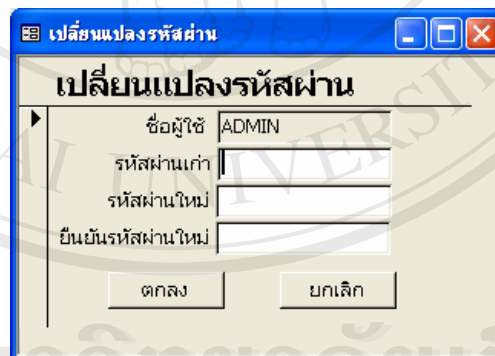 เปลี่ยนแปลงรหัสผ่าน
เปลี่ยนแปลงรหัสผ่าน
ชื่อผู้ใช้ ADMIN
รหัสผ่านเก่า
รหัสผ่านใหม่
ยืนยันรหัสผ่านใหม่
ตกลง ยกเลิก